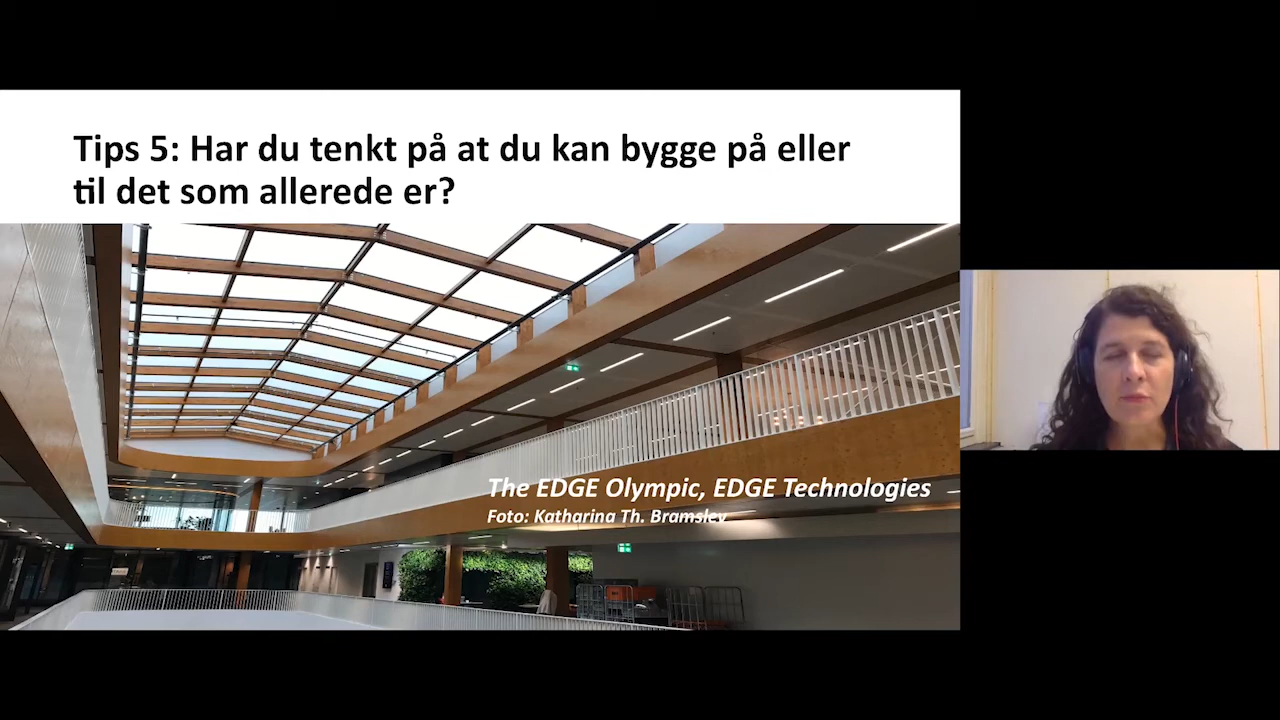 Tips 5: Har du tenkt på at du kan bygge på eller
til det som allerede er?
The EDGE Olympic, EDGE Technologies
Foto: Katharina Th. Bramslev